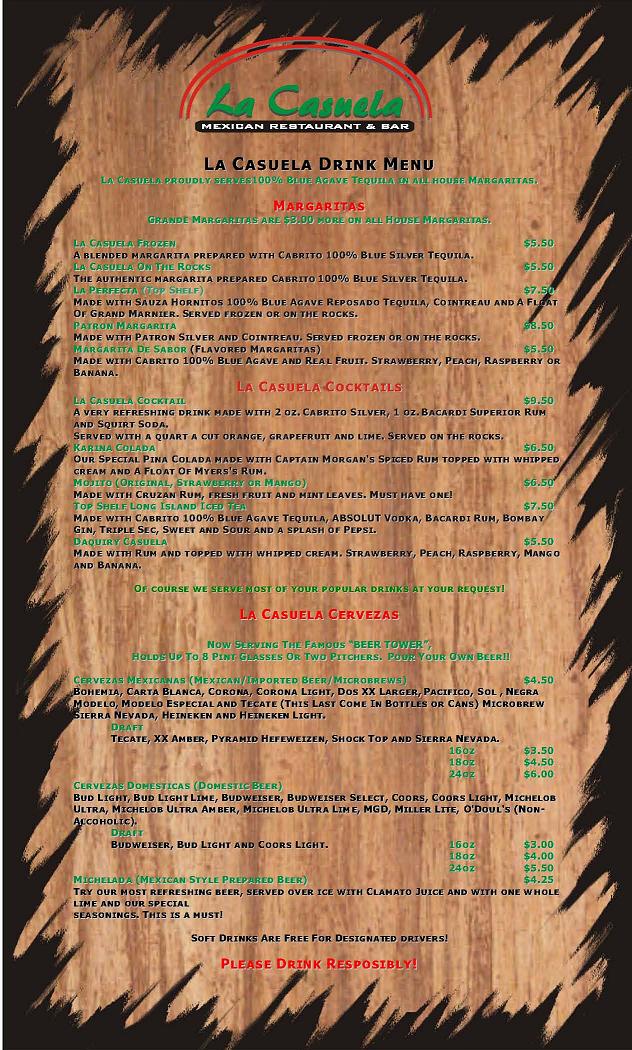 La Casuela
MEXICAN RESTAURANT & BAR
La Casuela Drink Menu
La Casuela proudly serves100% Blue Agave Tequila in all house Margaritas.
Margaritas
Grande Margaritas are $3.00 more on all House Margaritas.
La Casuela Frozen $5.50
A blended margarita prepared with Cabrito 100% Blue Silver Tequila.
La Casuela On The Rocks $5.50
The authentic margarita prepared Cabrito 100% Blue Silver Tequila.
La Perfecta (Top Shelf) $7.50
Made with Sauza Hornitos 100% Blue Agave Reposado Tequila, Cointreau and A Float
Of Grand Marnier. Served frozen or on the rocks.
Patron Margarita $8.50
Made with Patron Silver and Cointreau. Served frozen or on the rocks.
Margarita De Sabor (Flavored Margaritas) $5.50
Made with Cabrito 100% Blue Agave and Real Fruit. Strawberry, Peach, Raspberry or
Banana.
La Casuela Cocktails
La Casuela Cocktail $9.50
A very refreshing drink made with 2 oz. Cabrito Silver, 1 oz. Bacardi Superior Rum
and Squirt Soda.
Served with a quart a cut orange, grapefruit and lime. Served on the rocks.
Karina Colada $6.50
Our Special Pina Colada made with Captain Morgan's Spiced Rum topped with whipped
cream and A Float Of Myers's Rum.
Mojito (Original, Strawberry or Mango) $6.50
Made with Cruzan Rum, fresh fruit and mint leaves. Must have one!
Top Shelf Long Island Iced Tea $7.50
Made with Cabrito 100% Blue Agave Tequila, ABSOLUT Vodka, Bacardi Rum, Bombay
Gin, Triple Sec, Sweet and Sour and a splash of Pepsi.
Daquiry Casuela $5.50
Made with Rum and topped with whipped cream. Strawberry, Peach, Raspberry, Mango
and Banana.
Of course we serve most of your popular drinks at your request!
La Casuela Cervezas
Now Serving The Famous "BEER TOWER",
Holds Up To 8 Pint Glasses Or Two Pitchers. Pour Your Own Beer!!
Cervezas Mexicanas (Mexican/Imported Beer/Microbrews) $4.50
Bohemia, Carta Blanca, Corona, Corona Light, Dos XX Larger, Pacifico, Sol , Negra
Modelo, Modelo Especial and Tecate (This Last Come In Bottles or Cans) Microbrew
Sierra Nevada, Heineken and Heineken Light.
Draft
Tecate, XX Amber, Pyramid Hefeweizen, Shock Top and Sierra Nevada.
16oz $3.50
18oz $4.50
24oz $6.00
Cervezas Domesticas (Domestic Beer)
Bud Light, Bud Light Lime, Budweiser, Budweiser Select, Coors, Coors Light, Michelob
Ultra, Michelob Ultra Amber, Michelob Ultra Lime, MGD, Miller Lite, O'Doul's (Non-
Alcoholic).
Draft
Budweiser, Bud Light and Coors Light. 16oz $3.00
18oz $4.00
24oz $5.50
Michelada (Mexican Style Prepared Beer) $4.25
Try our most refreshing beer, served over ice with Clamato Juice and with one whole
lime and our special
seasonings. This is a must!
Soft Drinks Are Free For Designated drivers!
Please Drink Resposibly!